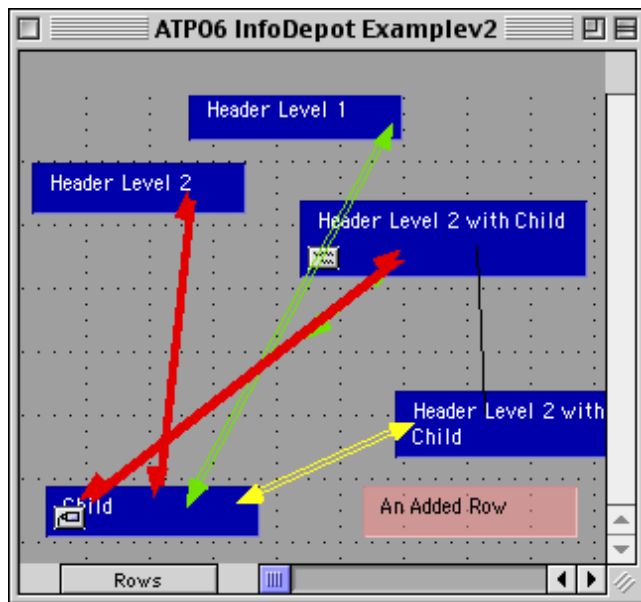 ATPO6 InfoDepot Examplev2
Header Level 1
Header Level 2
Header Level 2 with Child
Header Level 2 with
Child
Child
An Added Row
Rows